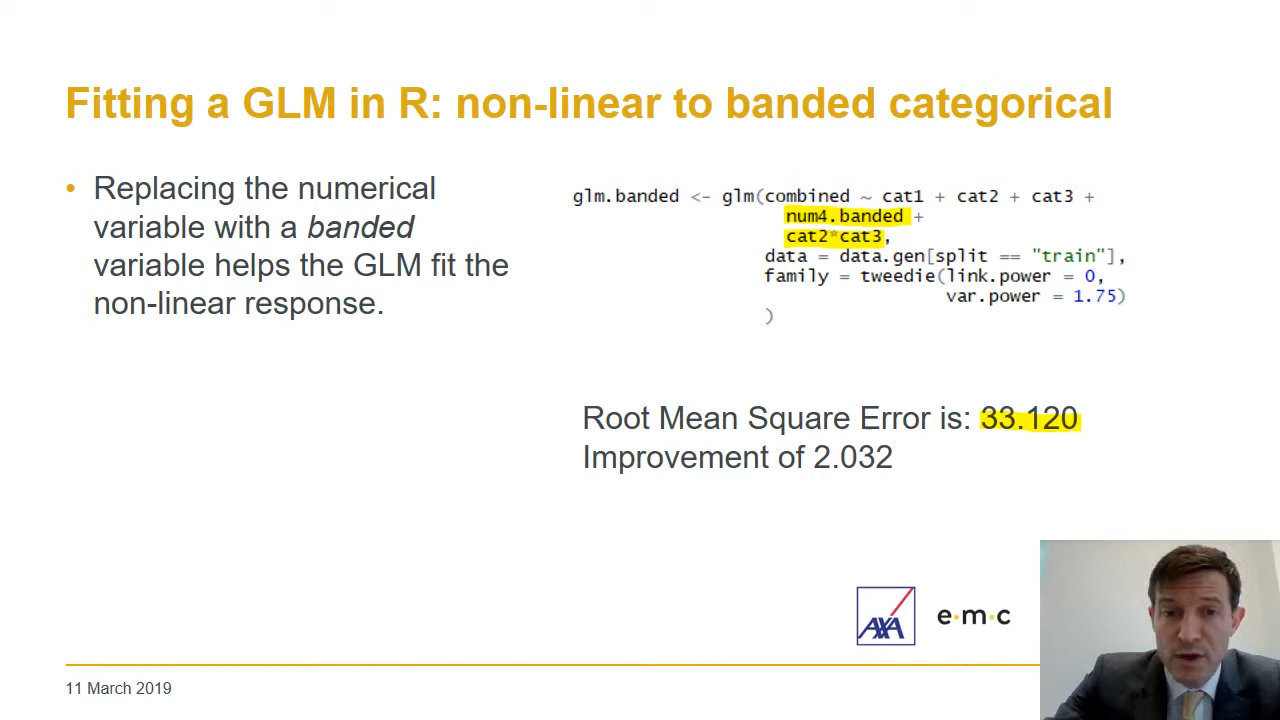 Fitting a GLM in R: non-linear to banded categorical
• Replacing the numerical
variable with a banded
variable helps the GLM fit the
non-linear response.
glm.banded <- glm(combined ~ cat1 + cat2 + cat3 +
num4.banded +
cat2*cat3,
data = data.gen[split == "train"],
family = tweedie(link.power = 0,
var.power = 1.75)
)
Root Mean Square Error is: 33.120
Improvement of 2.032
AXA
e·m·c
11 March 2019